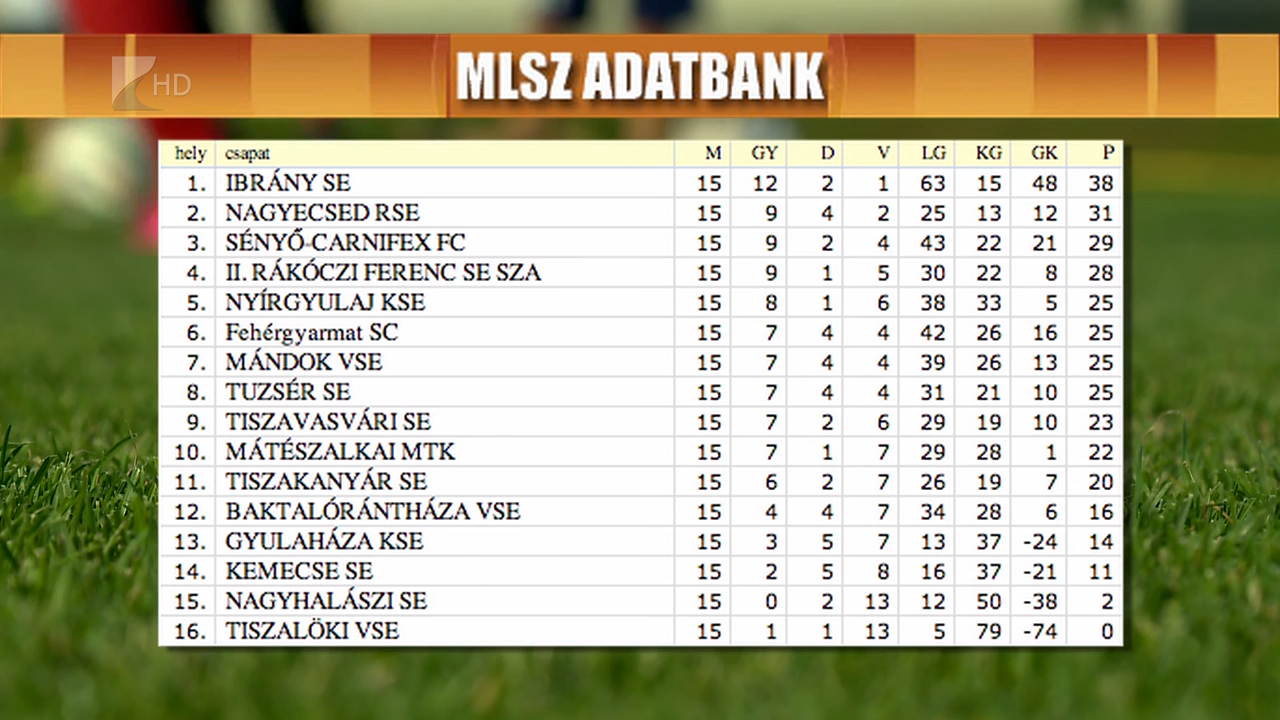 HD
MLSZ ADATBANK
hely csapat M GY D V LG KG GK P
1. IBRÁNY SE 15 12 2 1 63 15 48 38
2. NAGYECSED RSE 15 9 4 2 25 13 12 31
3. SÉNYŐ-CARNIFEX FC 15 9 2 4 43 22 21 29
4. II. RÁKÓCZI FERENC SE SZA 15 9 1 5 30 22 8 28
5. NYÍRGYULAJ KSE 15 8 1 6 38 33 5 25
6. Fehérgyarmat SC 15 7 4 4 42 26 16 25
7. MÁNDOK VSE 15 7 4 4 39 26 13 25
8. TUZSÉR SE 15 7 4 4 31 21 10 25
9. TISZAVASVÁRI SE 15 7 2 6 29 19 10 23
10. MÁTÉSZALKAI MTK 15 7 1 7 29 28 1 22
11. TISZAKANYÁR SE 15 6 2 7 26 19 7 20
12. BAKTALÓRÁNTHÁZA VSE 15 4 4 7 34 28 6 16
13. GYULAHÁZA KSE 15 3 5 7 13 37 -24 14
14. KEMECSE SE 15 2 5 8 16 37 -21 11
15. NAGYHALÁSZI SE 15 0 2 13 12 50 -38 2
16. TISZALÖKI VSE 15 1 1 13 5 79 -74 0